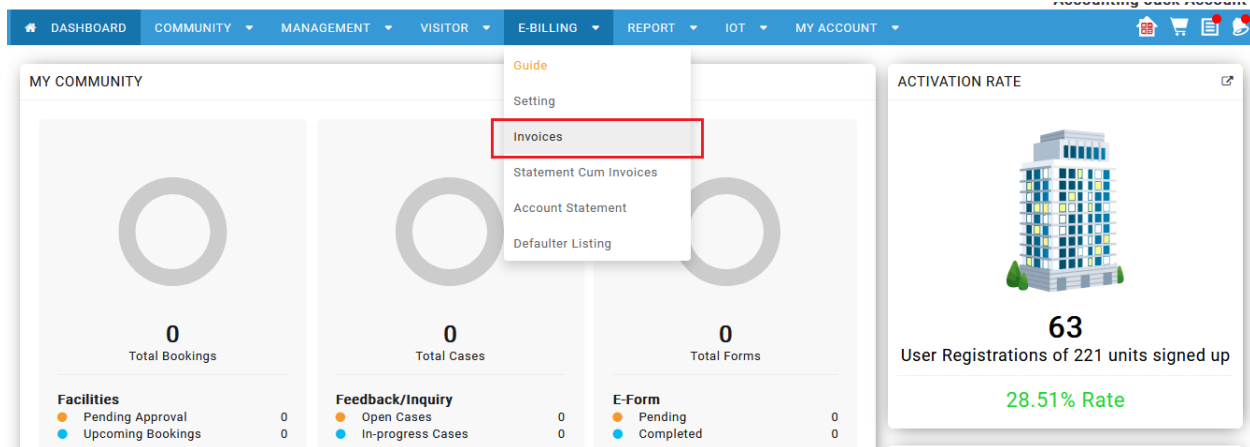 Accounting Jack Account
DASHBOARD COMMUNITY MANAGEMENT VISITOR E-BILLING REPORT IOT MY ACCOUNT
Guide
Setting
Invoices
Statement Cum Invoices
Account Statement
Defaulter Listing
MY COMMUNITY
0
Total Bookings
Facilities
Pending Approval 0
Upcoming Bookings 0
0
Total Cases
Feedback/Inquiry
Open Cases 0
In-progress Cases 0
0
Total Forms
E-Form
Pending 0
Completed 0
ACTIVATION RATE
63
User Registrations of 221 units signed up
28.51% Rate